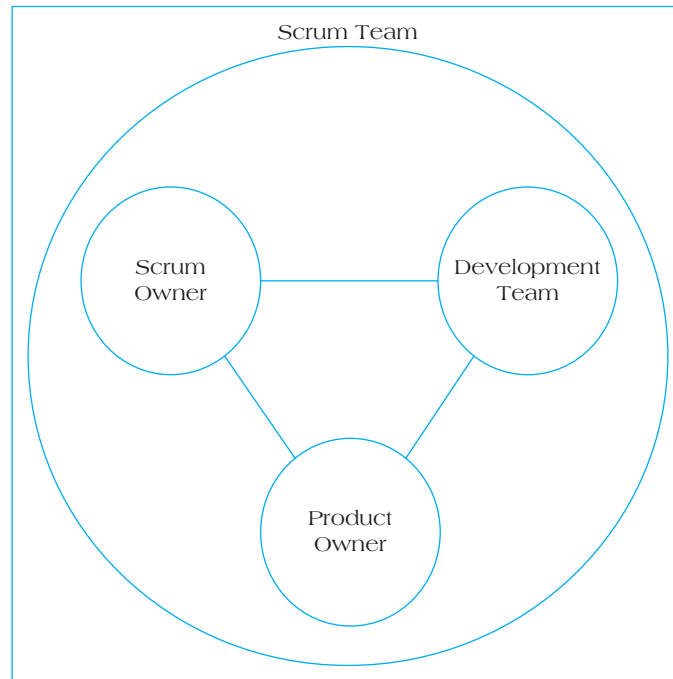 Scrum Team
Scrum
Owner
Development
Team
Product
Owner